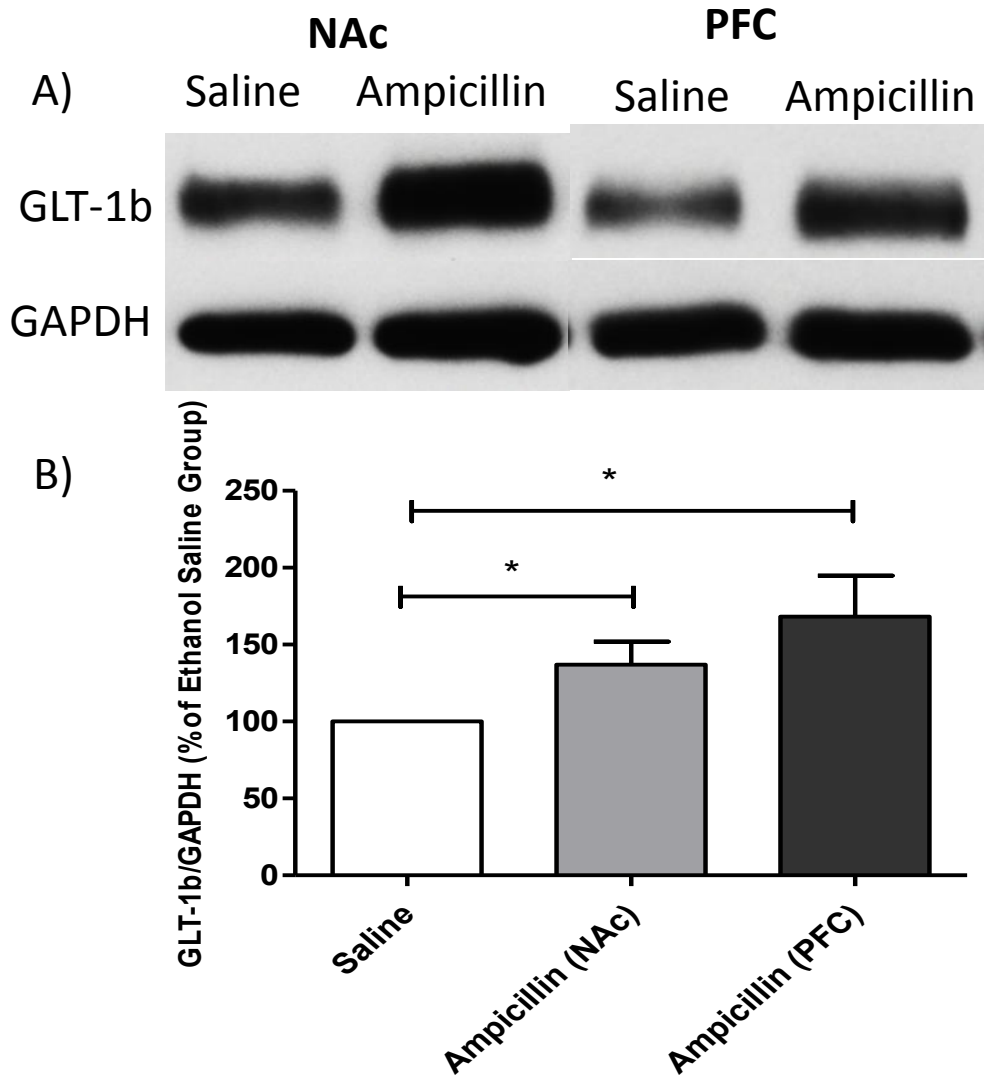 NAc PFC
A) Saline Ampicillin Saline Ampicillin
GLT-1b
GAPDH
B)
GLT-1b/GAPDH (%of Ethanol Saline Group)
250
200
150
100
50
0
*
*
Saline
Ampicillin (NAc)
Ampicillin (PFC)